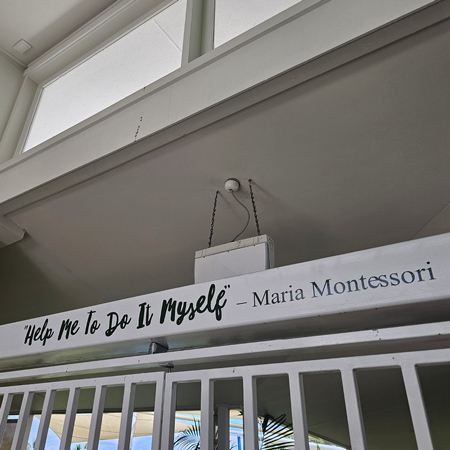 "Help Me To Do It Myself" – Maria Montessori